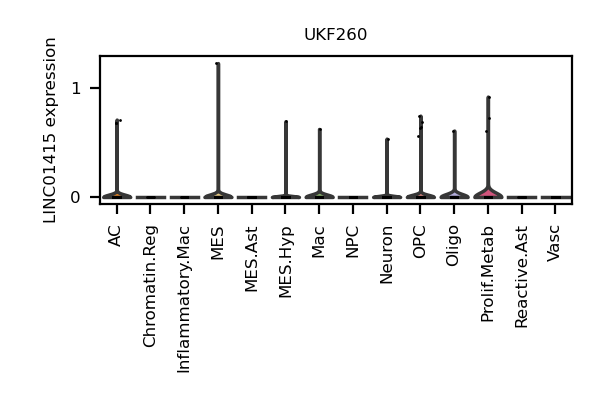 UKF260
LINC01415 expression
1
0
AC
Chromatin.Reg
Inflammatory.Mac
MES
MES.Ast
MES.Hyp
Mac
NPC
Neuron
OPC
Oligo
Prolif.Metab
Reactive.Ast
Vasc